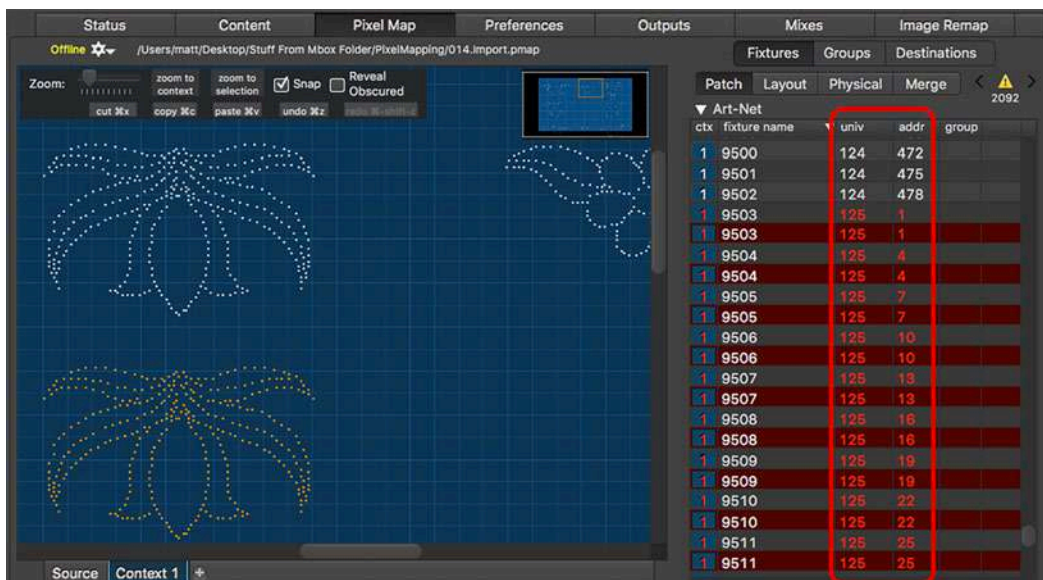 Status Content Pixel Map Preferences Outputs Mixes Image Remap
Offline /Users/matt/Desktop/Stuff From Mbox Folder/PixelMapping/014.Import.pmap
Fixtures Groups Destinations
Zoom: zoom to context zoom to selection Snap Reveal Obscured
cut ⌘x copy ⌘c paste ⌘v undo ⌘z redo ⌘-shift-z
Patch Layout Physical Merge < 2092 >
▼ Art-Net
ctx fixture name ▼ univ addr group
1 9500 124 472
1 9501 124 475
1 9502 124 478
1 9503 125 1
1 9503 125 1
1 9504 125 4
1 9504 125 4
1 9505 125 7
1 9505 125 7
1 9506 125 10
1 9506 125 10
1 9507 125 13
1 9507 125 13
1 9508 125 16
1 9508 125 16
1 9509 125 19
1 9509 125 19
1 9510 125 22
1 9510 125 22
1 9511 125 25
1 9511 125 25
Source Context 1 +